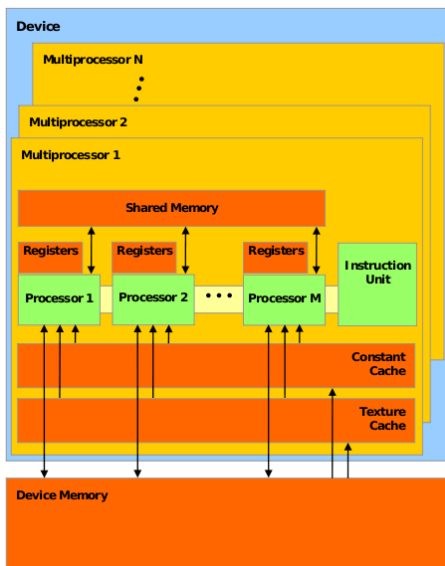 Device
Multiprocessor N
Multiprocessor 2
Multiprocessor 1
Shared Memory
Registers
Registers
Registers
Instruction
Unit
Processor 1
Processor 2
Processor M
Constant
Cache
Texture
Cache
Device Memory